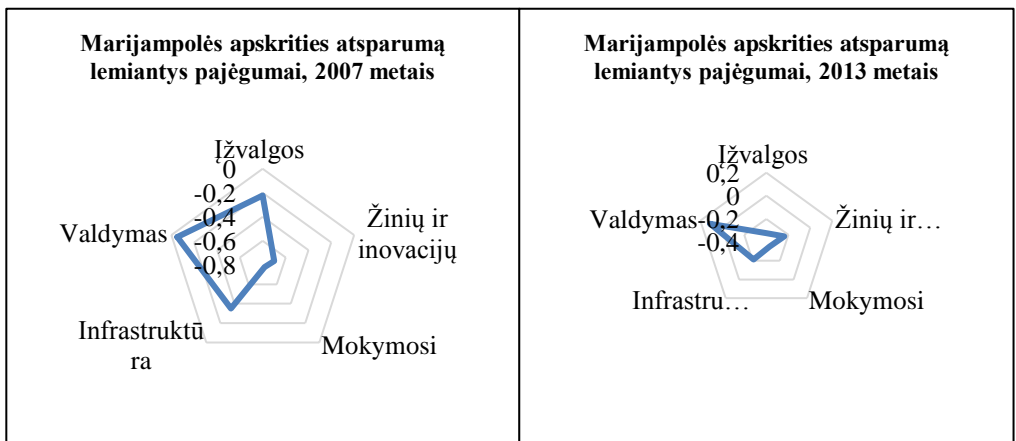 Marijampolės apskrities atsparumą
lemiantys pajėgumai, 2007 metais
Įžvalgos
0
-0,2
-0,4
-0,6
-0,8
Žinių ir
inovacijų
Mokymosi
Infrastruktū
ra
Valdymas
Marijampolės apskrities atsparumą
lemiantys pajėgumai, 2013 metais
Įžvalgos
0,2
0
-0,2
-0,4
Žinių ir…
Mokymosi
Infrastru…
Valdymas